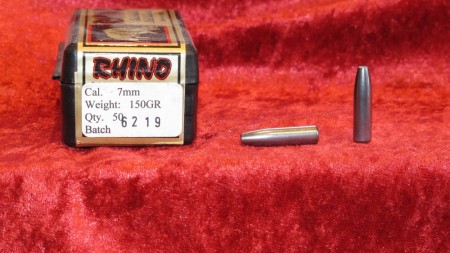 RHINO
Cal. 7mm
Weight: 150GR
Qty. 50
Batch 6219